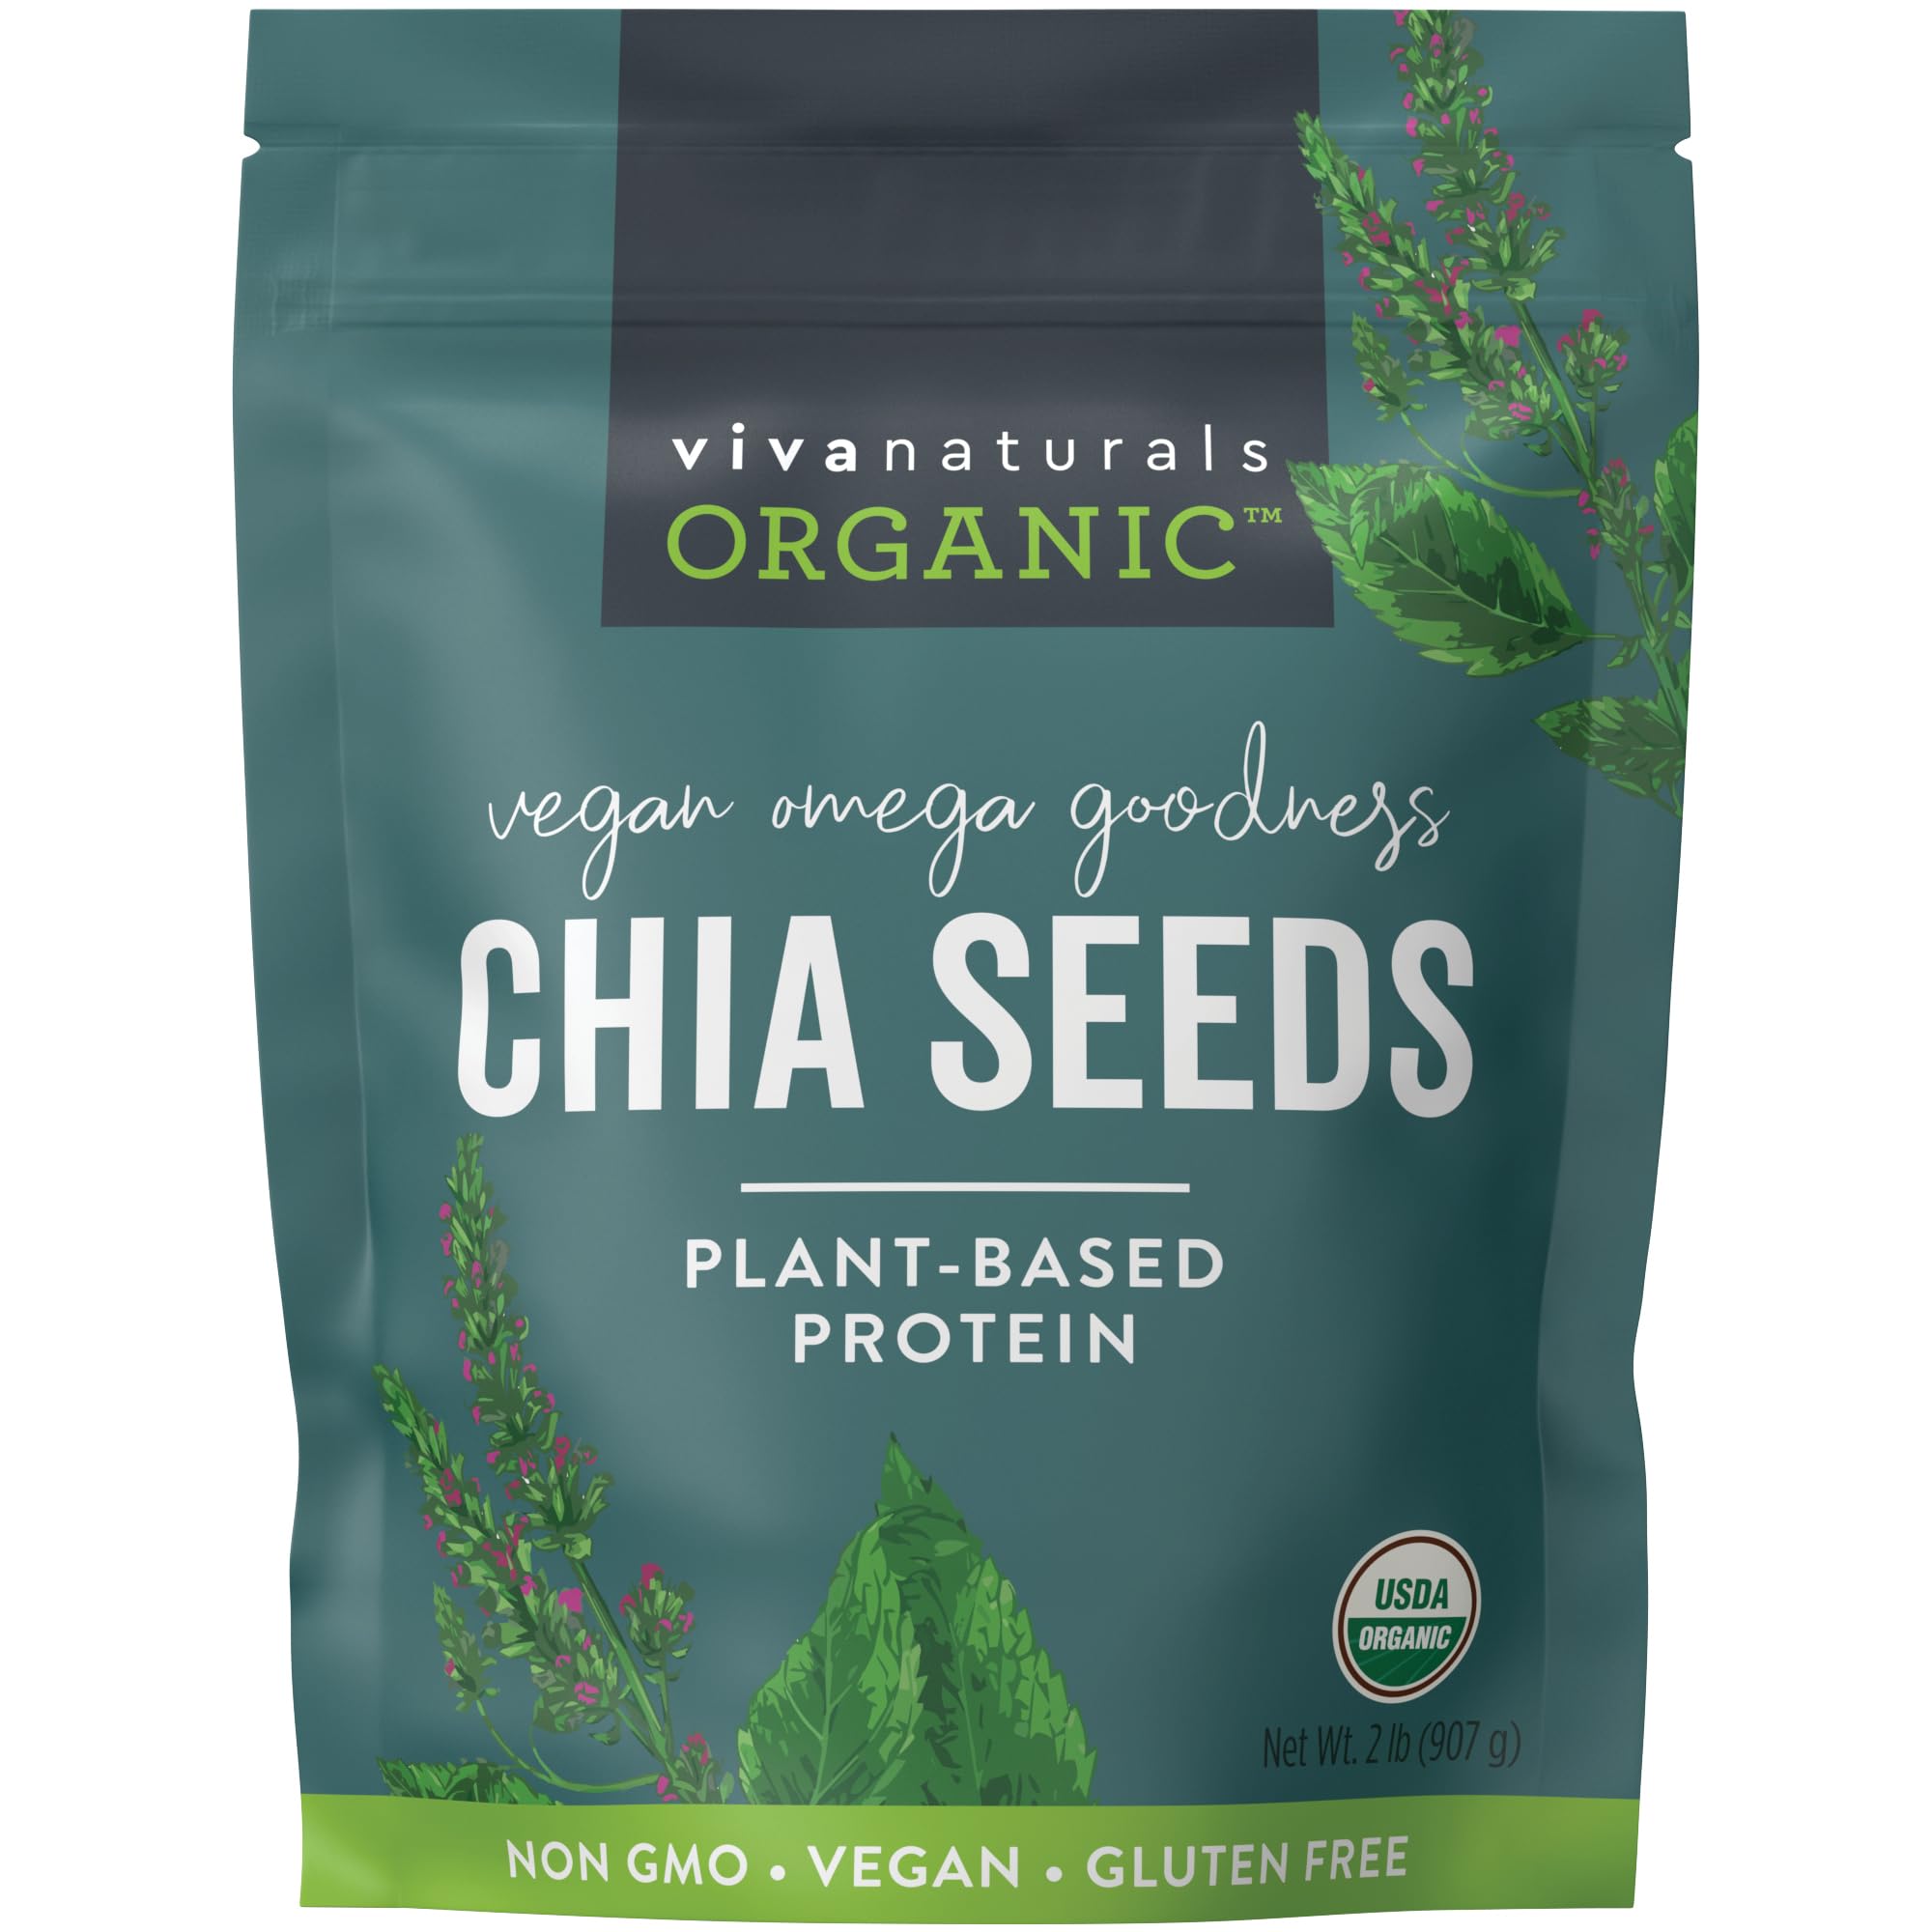 vivanaturals
ORGANIC™
vegan omega goodness
CHIA SEEDS
PLANT-BASED
PROTEIN
USDA
ORGANIC
Net Wt. 2 lb (907 g)
NON GMO • VEGAN • GLUTEN FREE